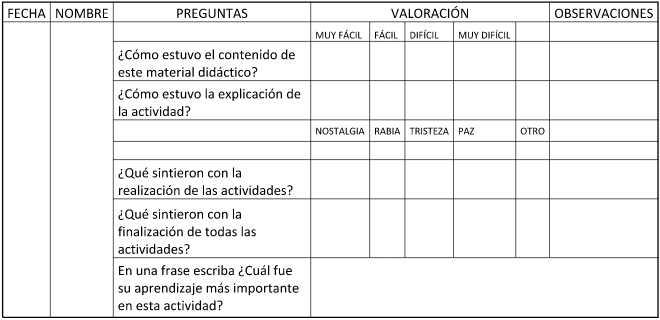 FECHA NOMBRE PREGUNTAS VALORACIÓN OBSERVACIONES
MUY FÁCIL FÁCIL DIFÍCIL MUY DIFÍCIL
¿Cómo estuvo el contenido de
este material didáctico?
¿Cómo estuvo la explicación de
la actividad?
NOSTALGIA RABIA TRISTEZA PAZ OTRO
¿Qué sintieron con la
realización de las actividades?
¿Qué sintieron con la
finalización de todas las
actividades?
En una frase escriba ¿Cuál fue
su aprendizaje más importante
en esta actividad?